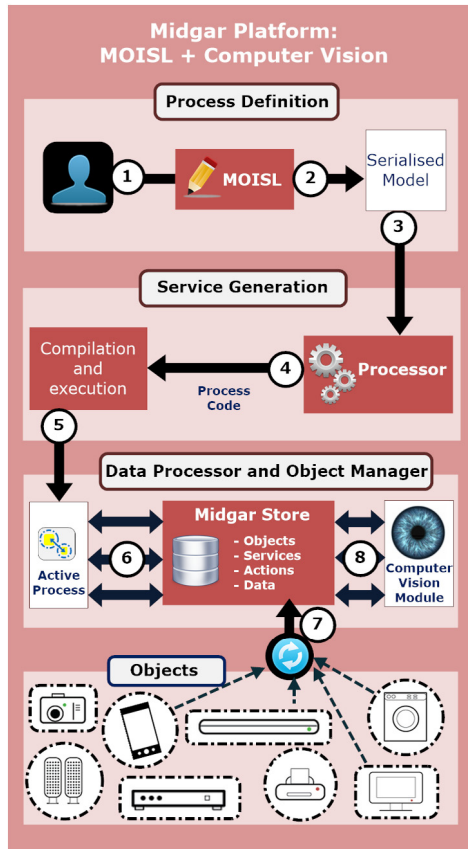 Midgar Platform:
MOISL + Computer Vision
Process Definition
1
MOISL
2
Serialised
Model
3
Service Generation
Compilation
and
execution
4
Process
Code
Processor
5
Data Processor and Object Manager
Active
Process
6
Midgar Store
- Objects
- Services
- Actions
- Data
8
Computer
Vision
Module
7
Objects